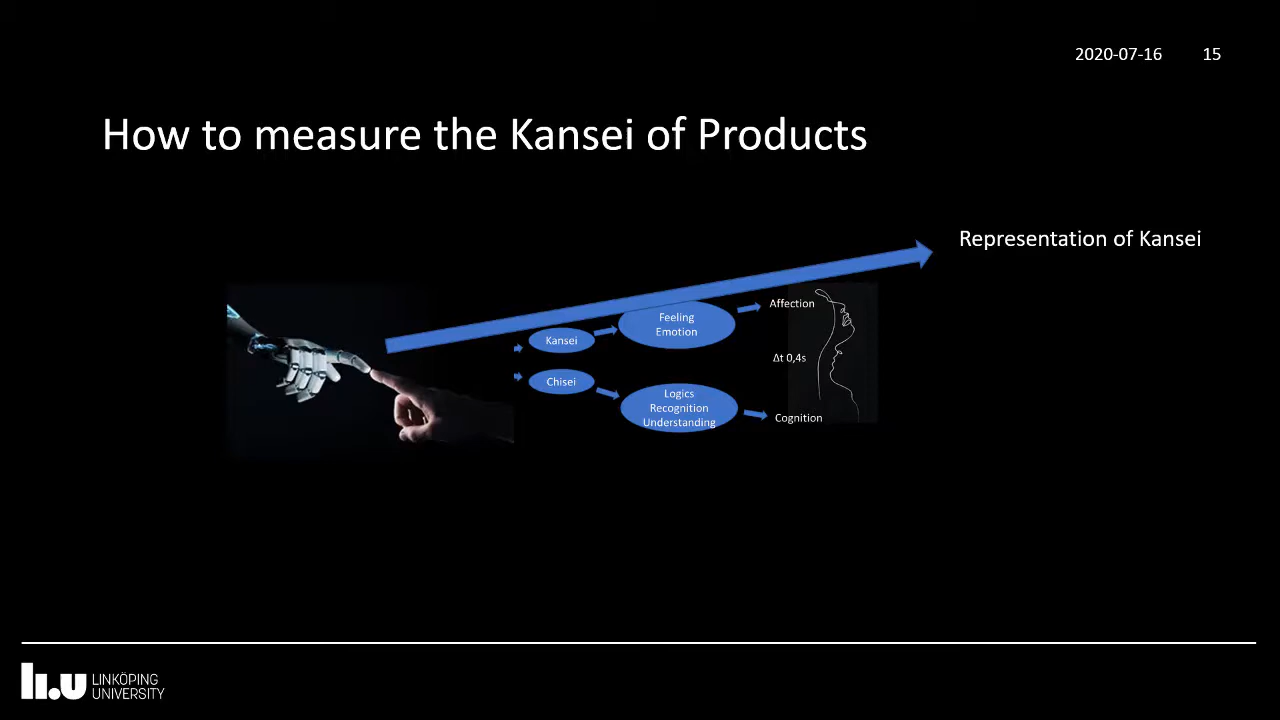 2020-07-16 15
How to measure the Kansei of Products
Representation of Kansei
Affection
Feeling
Emotion
Kansei
Δt 0,4s
Chisei
Logics
Recognition
Understanding
Cognition
li.u LINKÖPING
UNIVERSITY